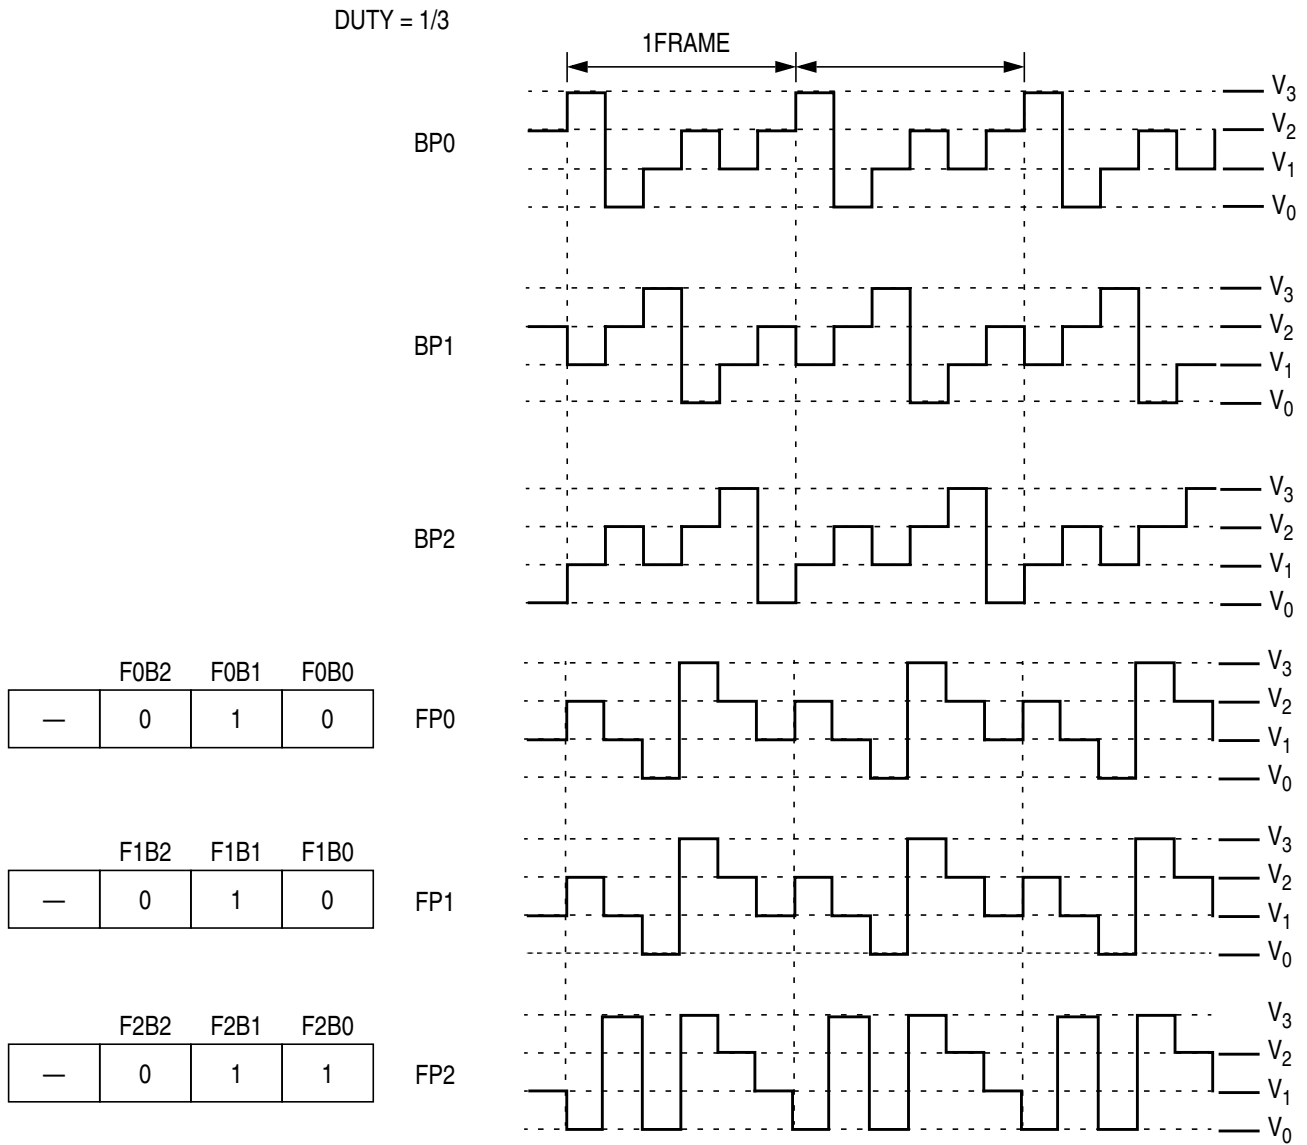 DUTY = 1/3
1FRAME
BP0
V3
V2
V1
V0
BP1
V3
V2
V1
V0
BP2
V3
V2
V1
V0
F0B2 F0B1 F0B0
— 0 1 0
FP0
V3
V2
V1
V0
F1B2 F1B1 F1B0
— 0 1 0
FP1
V3
V2
V1
V0
F2B2 F2B1 F2B0
— 0 1 1
FP2
V3
V2
V1
V0